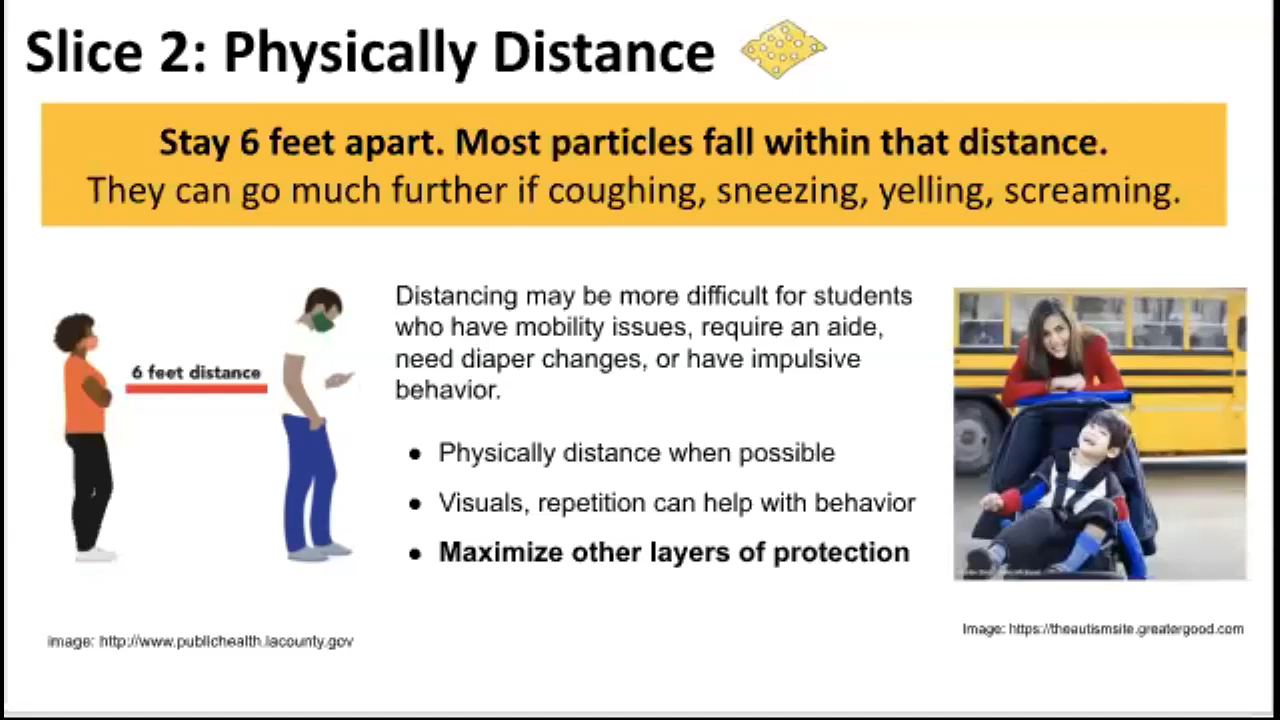 Slice 2: Physically Distance
Stay 6 feet apart. Most particles fall within that distance.
They can go much further if coughing, sneezing, yelling, screaming.
6 feet distance
Distancing may be more difficult for students
who have mobility issues, require an aide,
need diaper changes, or have impulsive
behavior.
● Physically distance when possible
● Visuals, repetition can help with behavior
● Maximize other layers of protection
image: http://www.publichealth.lacounty.gov
Image: https://theautismsite.greatergood.com